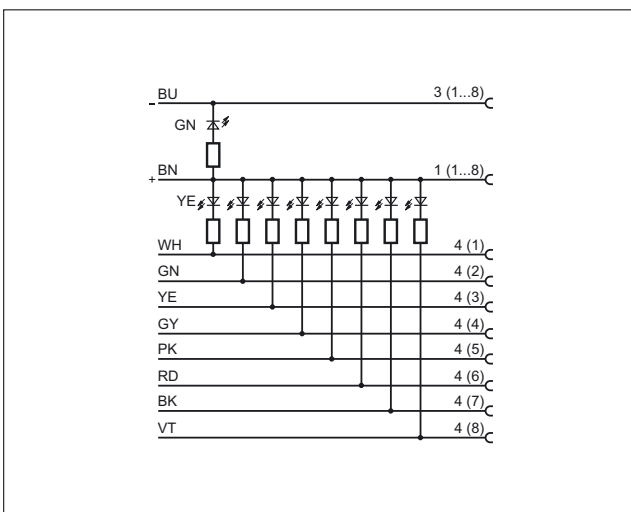 BU 3 (1...8)
-
GN
BN 1 (1...8)
+
YE
WH 4 (1)
GN 4 (2)
YE 4 (3)
GY 4 (4)
PK 4 (5)
RD 4 (6)
BK 4 (7)
VT 4 (8)